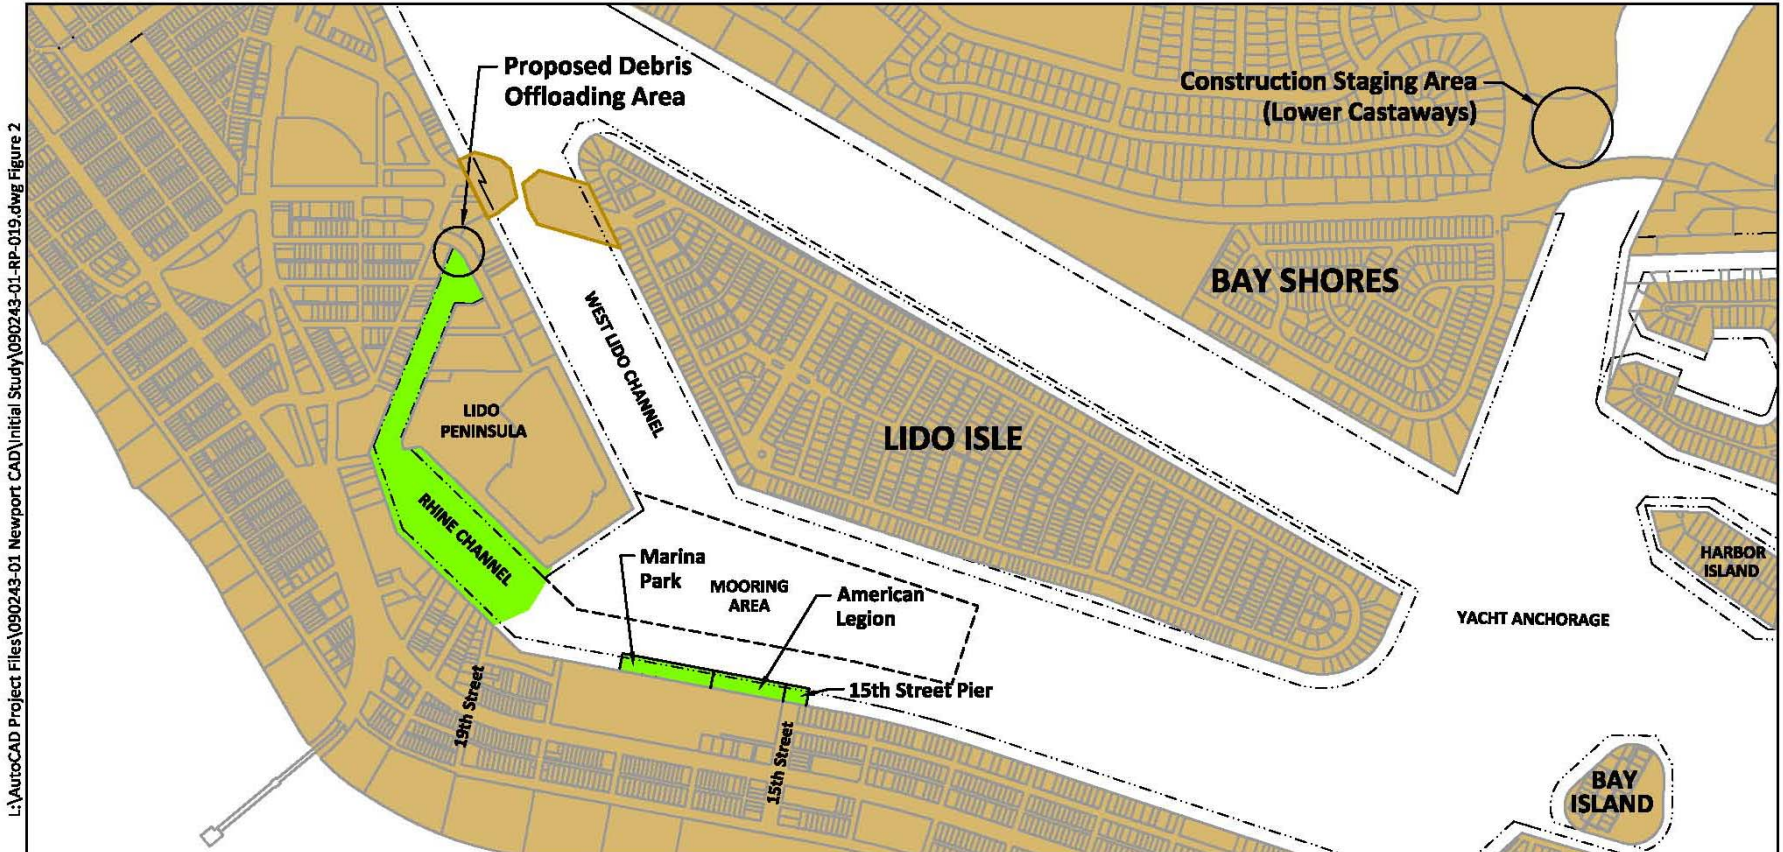 L:\AutoCAD Project Files\090243-01 Newport CAD\Initial Study\090243-01-RP-019.dwg Figure 2
Proposed Debris
Offloading Area
Construction Staging Area
(Lower Castaways)
BAY SHORES
WEST LIDO CHANNEL
LIDO
PENINSULA
LIDO ISLE
RHINE CHANNEL
Marina
Park
MOORING
AREA
American
Legion
HARBOR
ISLAND
YACHT ANCHORAGE
15th Street Pier
19th Street
15th Street
BAY
ISLAND